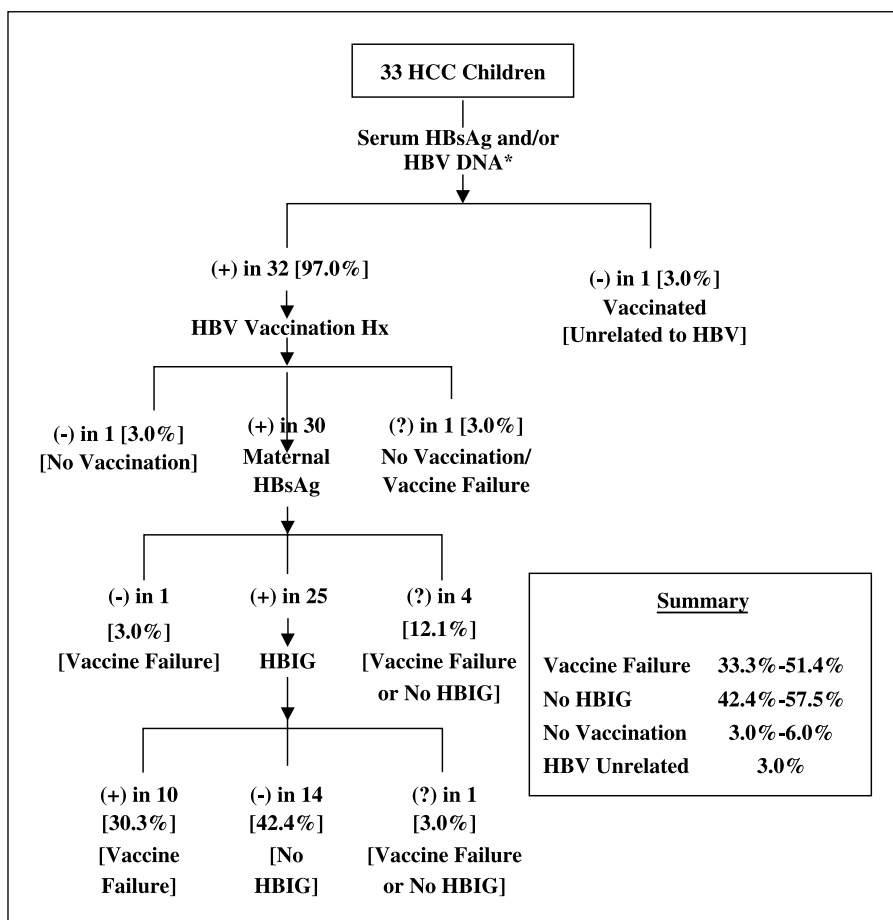 33 HCC Children
Serum HBsAg and/or
HBV DNA*
(+) in 32 [97.0%]
HBV Vaccination Hx
(-) in 1 [3.0%]
Vaccinated
[Unrelated to HBV]
(-) in 1 [3.0%]
[No Vaccination]
(+) in 30
Maternal
HBsAg
(?) in 1 [3.0%]
No Vaccination/
Vaccine Failure
(-) in 1
[3.0%]
[Vaccine Failure]
(+) in 25
HBIG
(?) in 4
[12.1%]
[Vaccine Failure
or No HBIG]
(+) in 10
[30.3%]
[Vaccine
Failure]
(-) in 14
[42.4%]
[No
HBIG]
(?) in 1
[3.0%]
[Vaccine Failure
or No HBIG]
Summary
Vaccine Failure 33.3%-51.4%
No HBIG 42.4%-57.5%
No Vaccination 3.0%-6.0%
HBV Unrelated 3.0%